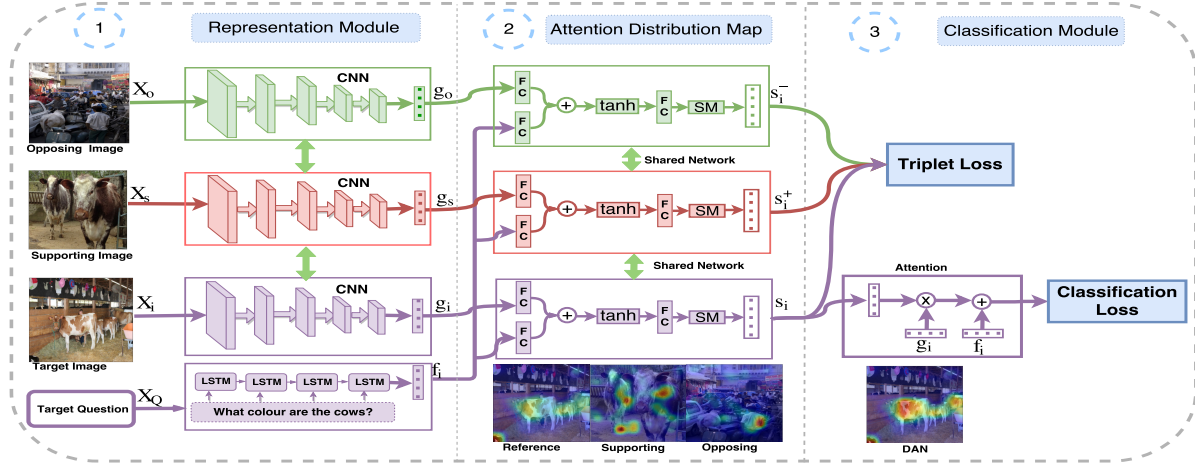 1 Representation Module
2 Attention Distribution Map
3 Classification Module
Opposing Image
X_o
CNN
g_o
F C
F C
+
tanh
F C
SM
s_i^-
Shared Network
Supporting Image
X_s
CNN
g_s
F C
F C
+
tanh
F C
SM
s_i^+
Shared Network
Triplet Loss
Target Image
X_i
CNN
g_i
F C
F C
+
tanh
F C
SM
s_i
Attention
x
+
g_i
f_i
Classification
Loss
Target Question
X_Q
LSTM LSTM LSTM LSTM
What colour are the cows?
f_i
Reference Supporting Opposing
DAN